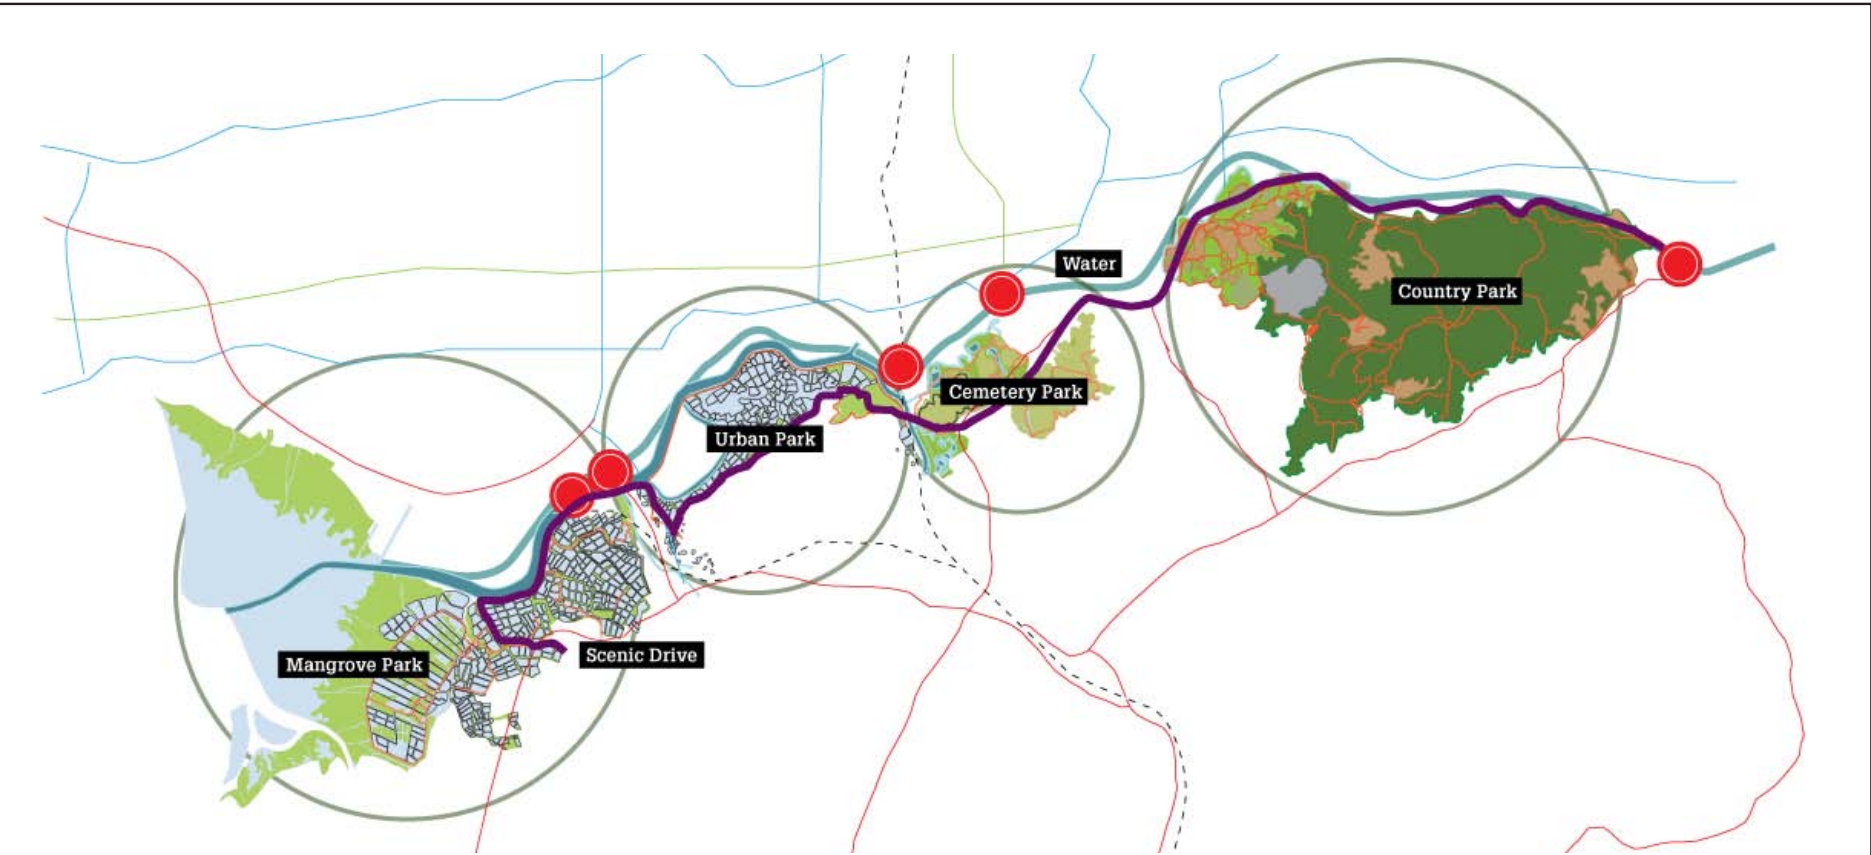 Water
Country Park
Cemetery Park
Urban Park
Scenic Drive
Mangrove Park